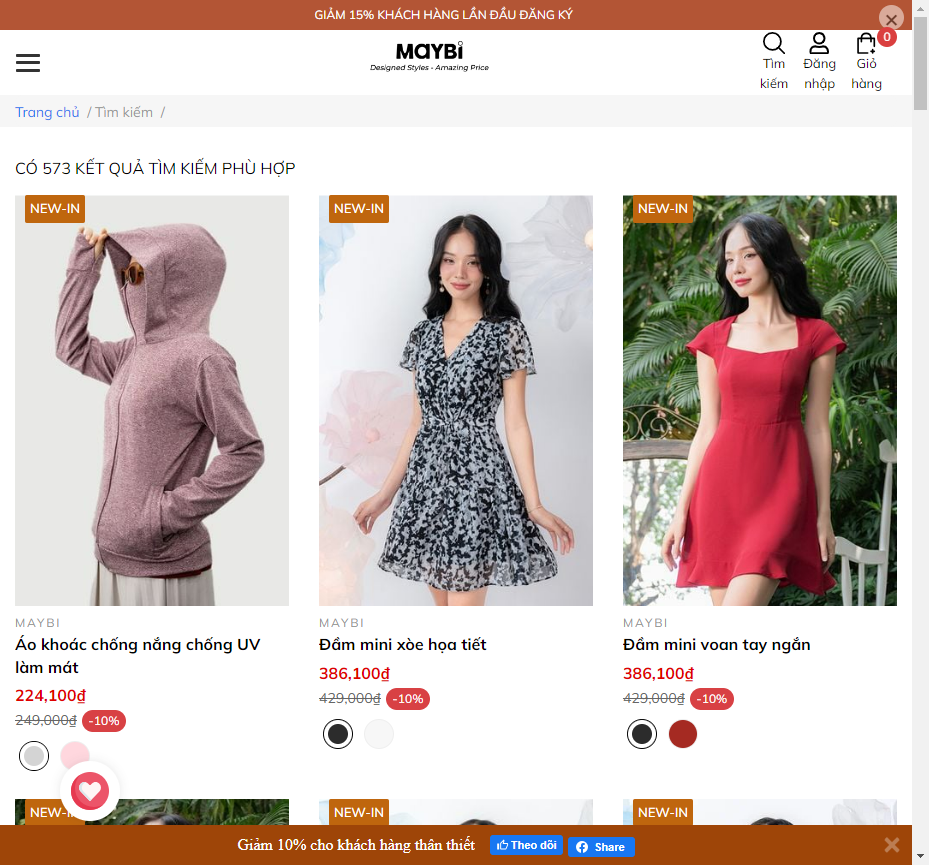 GIẢM 15% KHÁCH HÀNG LẦN ĐẦU ĐĂNG KÝ
MAYBI
Designed Styles - Amazing Price
Tìm
kiếm
Đăng
nhập
0
Giỏ
hàng
Trang chủ / Tìm kiếm /
CÓ 573 KẾT QUẢ TÌM KIẾM PHÙ HỢP
NEW-IN
NEW-IN
NEW-IN
MAYBI
Áo khoác chống nắng chống UV
làm mát
224,100₫
249,000₫ -10%
MAYBI
Đầm mini xòe họa tiết
386,100₫
429,000₫ -10%
MAYBI
Đầm mini voan tay ngắn
386,100₫
429,000₫ -10%
NEW-IN
NEW-IN
NEW-IN
Giảm 10% cho khách hàng thân thiết
Theo dõi
Share